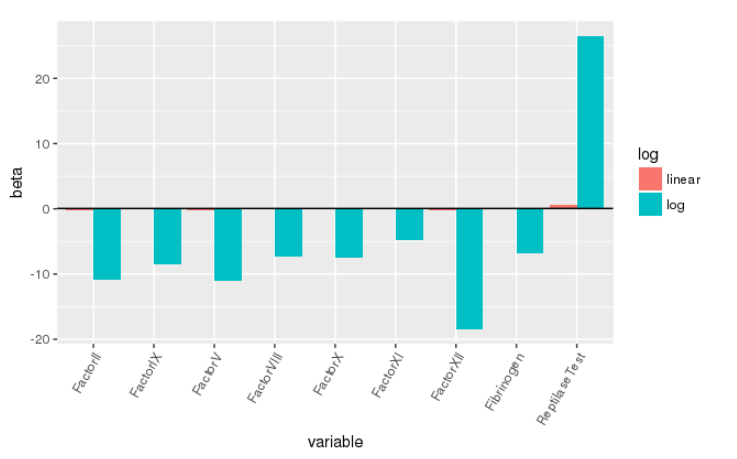 20
10
0
-10
-20
beta
FactorII
FactorIX
FactorV
FactorVIII
FactorX
FactorXI
FactorXII
Fibrinogen
ReptilaseTest
variable
log
linear
log